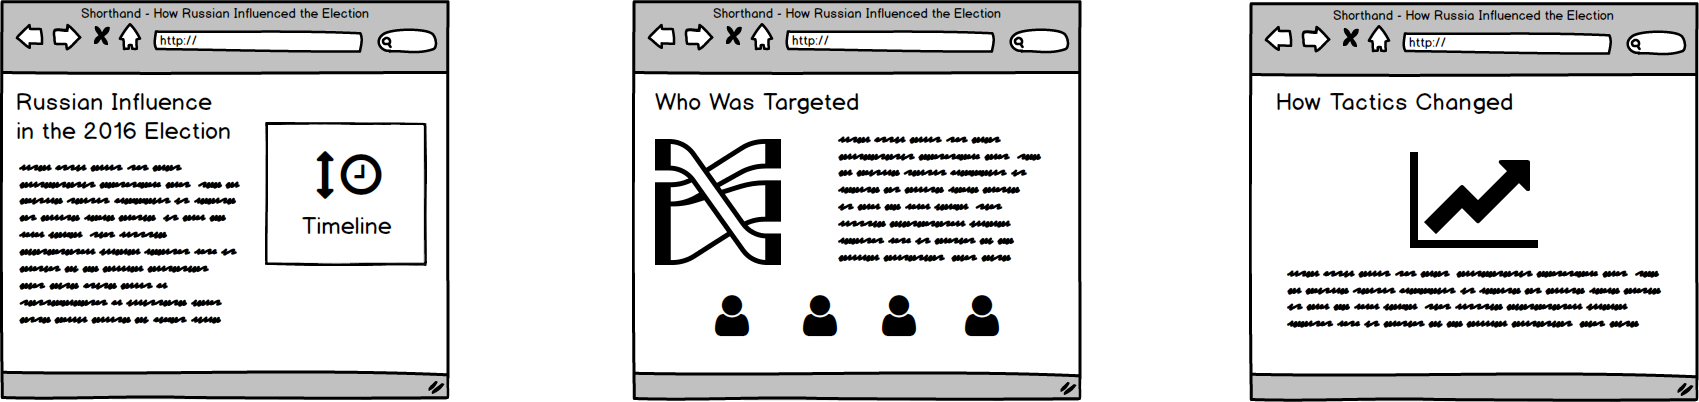 Shorthand - How Russian Influenced the Election
http://
Russian Influence
in the 2016 Election
Timeline
Shorthand - How Russian Influenced the Election
http://
Who Was Targeted
Shorthand - How Russia Influenced the Election
http://
How Tactics Changed